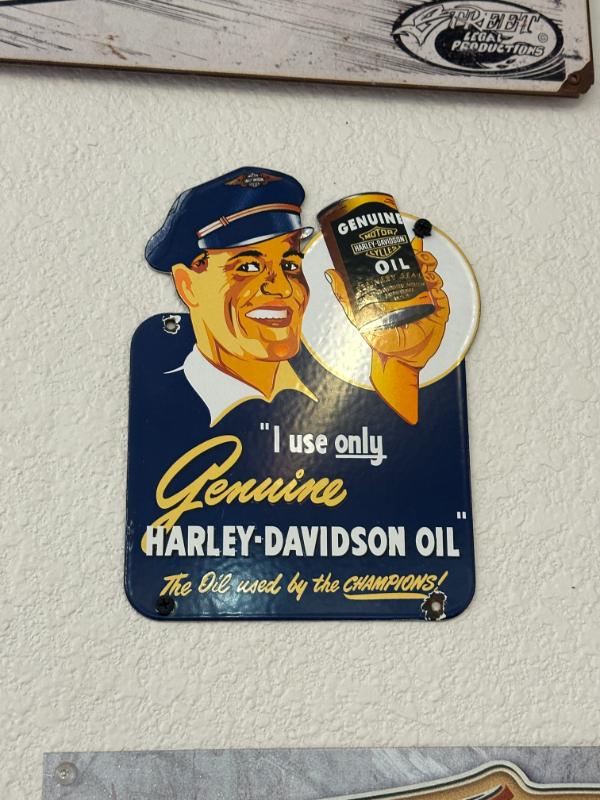 STREET
LEGAL
PRODUCTIONS
GENUINE
MOTOR
HARLEY-DAVIDSON
CYCLES
OIL
"I use only
Genuine
HARLEY-DAVIDSON OIL"
The Oil used by the CHAMPIONS!